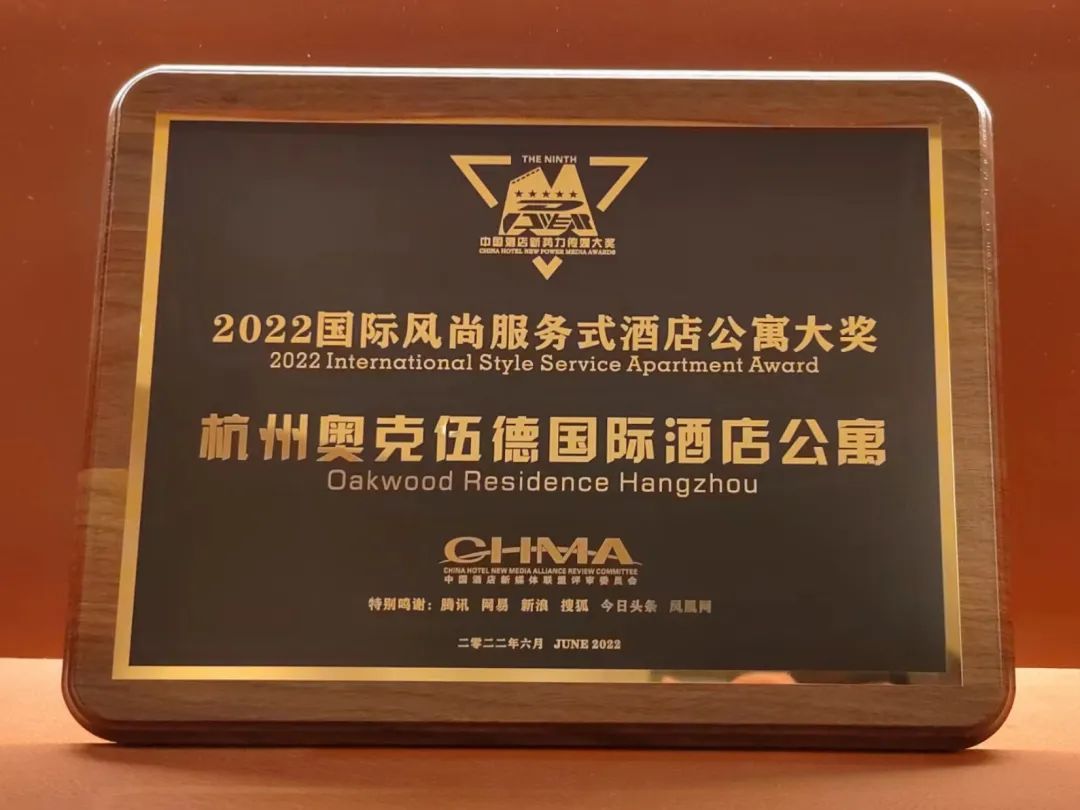 THE NINTH
POWER
中国酒店新势力传媒大奖
CHINA HOTEL NEW POWER MEDIA AWARDS
2022国际风尚服务式酒店公寓大奖
2022 International Style Service Apartment Award
杭州奥克伍德国际酒店公寓
Oakwood Residence Hangzhou
CHMA
CHINA HOTEL NEW MEDIA ALLIANCE REVIEW COMMITTEE
中国酒店新媒体联盟评审委员会
特别鸣谢：腾讯 网易 新浪 搜狐 今日头条 凤凰网
二零二二年六月 JUNE 2022